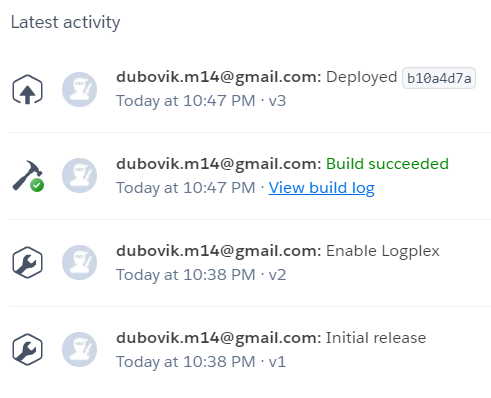 Latest activity
dubovik.m14@gmail.com: Deployed b10a4d7a
Today at 10:47 PM · v3
dubovik.m14@gmail.com: Build succeeded
Today at 10:47 PM · View build log
dubovik.m14@gmail.com: Enable Logplex
Today at 10:38 PM · v2
dubovik.m14@gmail.com: Initial release
Today at 10:38 PM · v1